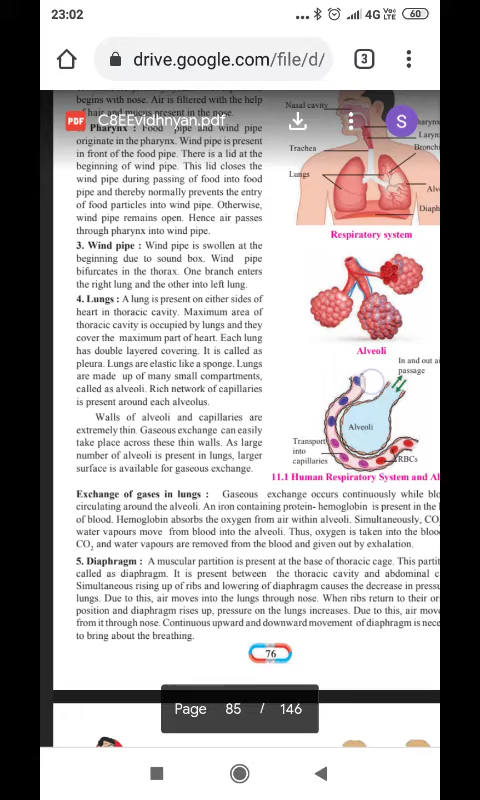 23:02
4G
60
drive.google.com/file/d/
3
begins with nose. Air is filtered with the help
of hair and mucus present in the nose.
PDF C8EEvidhnyan.pdf
S
Pharynx : Food pipe and wind pipe
originate in the pharynx. Wind pipe is present
in front of the food pipe. There is a lid at the
beginning of wind pipe. This lid closes the
wind pipe during passing of food into food
pipe and thereby normally prevents the entry
of food particles into wind pipe. Otherwise,
wind pipe remains open. Hence air passes
through pharynx into wind pipe.
3. Wind pipe : Wind pipe is swollen at the
beginning due to sound box. Wind pipe
bifurcates in the thorax. One branch enters
the right lung and the other into left lung.
4. Lungs : A lung is present on either sides of
heart in thoracic cavity. Maximum area of
thoracic cavity is occupied by lungs and they
cover the maximum part of heart. Each lung
has double layered covering. It is called as
pleura. Lungs are elastic like a sponge. Lungs
are made up of many small compartments,
called as alveoli. Rich network of capillaries
is present around each alveolus.
Walls of alveoli and capillaries are
extremely thin. Gaseous exchange can easily
take place across these thin walls. As large
number of alveoli is present in lungs, larger
surface is available for gaseous exchange.
Nasal cavity
harynx
Laryn
Bronchi
Trachea
Lungs
Alv
Diaph
Respiratory system
Alveoli
In and out a
passage
Alveoli
Transport
into
capillaries
RBCs
11.1 Human Respiratory System and Al
Exchange of gases in lungs : Gaseous exchange occurs continuously while blo
circulating around the alveoli. An iron containing protein- hemoglobin is present in the
of blood. Hemoglobin absorbs the oxygen from air within alveoli. Simultaneously, CO
water vapours move from blood into the alveoli. Thus, oxygen is taken into the bloo
CO₂ and water vapours are removed from the blood and given out by exhalation.
5. Diaphragm : A muscular partition is present at the base of thoracic cage. This partit
called as diaphragm. It is present between the thoracic cavity and abdominal c
Simultaneous rising up of ribs and lowering of diaphragm causes the decrease in pressu
lungs. Due to this, air moves into the lungs through nose. When ribs return to their or
position and diaphragm rises up, pressure on the lungs increases. Due to this, air mov
from it through nose. Continuous upward and downward movement of diaphragm is nece
to bring about the breathing.
76
Page 85 / 146